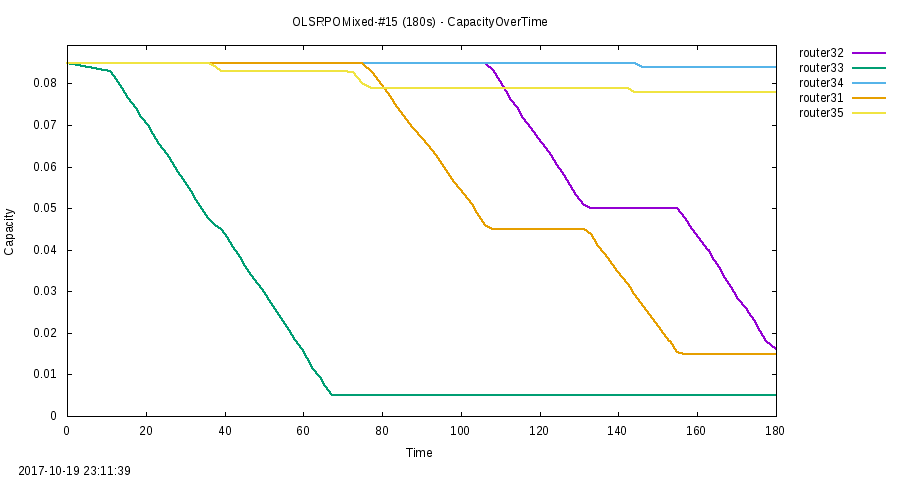 OLSRPOMixed-#15 (180s) - CapacityOverTime
router32
router33
router34
router31
router35
0.08
0.07
0.06
0.05
0.04
0.03
0.02
0.01
0
Capacity
0 20 40 60 80 100 120 140 160 180
Time
2017-10-19 23:11:39